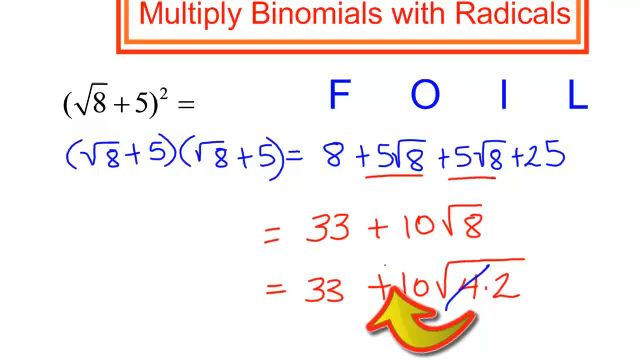 Multiply Binomials with Radicals
F O I L
(√8 + 5)² =
(√8 + 5)(√8 + 5) = 8 + 5√8 + 5√8 + 25
= 33 + 10√8
= 33 + 10√4·2